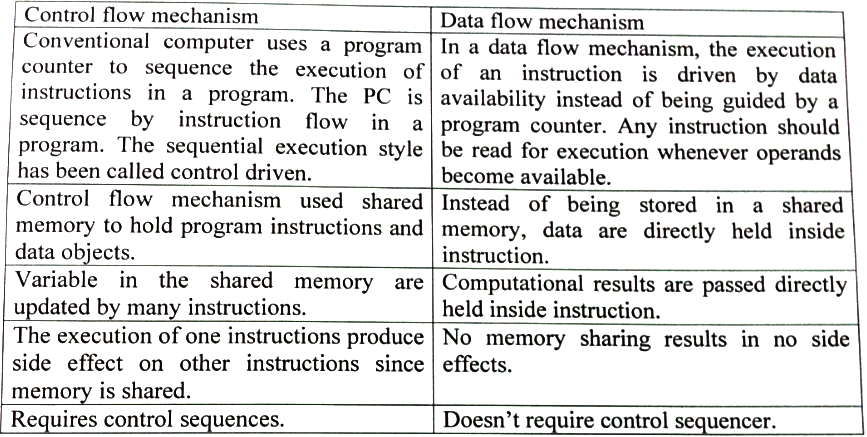 Control flow mechanism
Data flow mechanism
Conventional computer uses a program
counter to sequence the execution of
instructions in a program. The PC is
sequence by instruction flow in a
program. The sequential execution style
has been called control driven.
In a data flow mechanism, the execution
of an instruction is driven by data
availability instead of being guided by a
program counter. Any instruction should
be read for execution whenever operands
become available.
Control flow mechanism used shared
memory to hold program instructions and
data objects.
Instead of being stored in a shared
memory, data are directly held inside
instruction.
Variable in the shared memory are
updated by many instructions.
Computational results are passed directly
held inside instruction.
The execution of one instructions produce
side effect on other instructions since
memory is shared.
No memory sharing results in no side
effects.
Requires control sequences.
Doesn't require control sequencer.